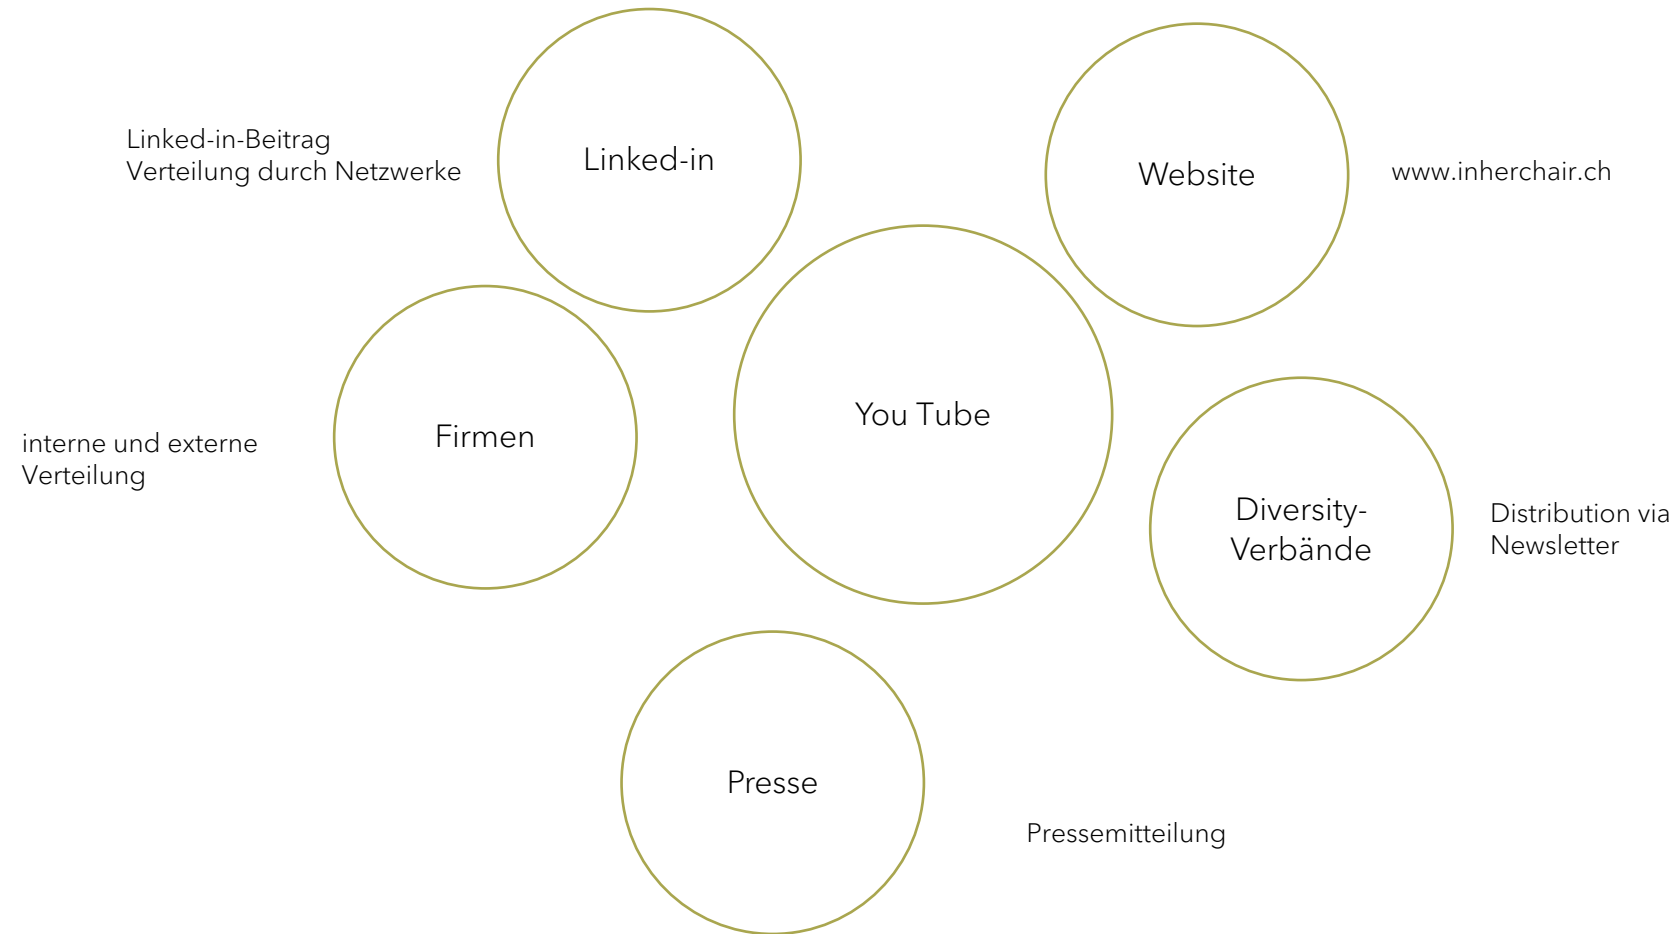 Linked-in-Beitrag
Verteilung durch Netzwerke
Linked-in
Website
www.inherchair.ch
interne und externe
Verteilung
Firmen
You Tube
Diversity-
Verbände
Distribution via
Newsletter
Presse
Pressemitteilung